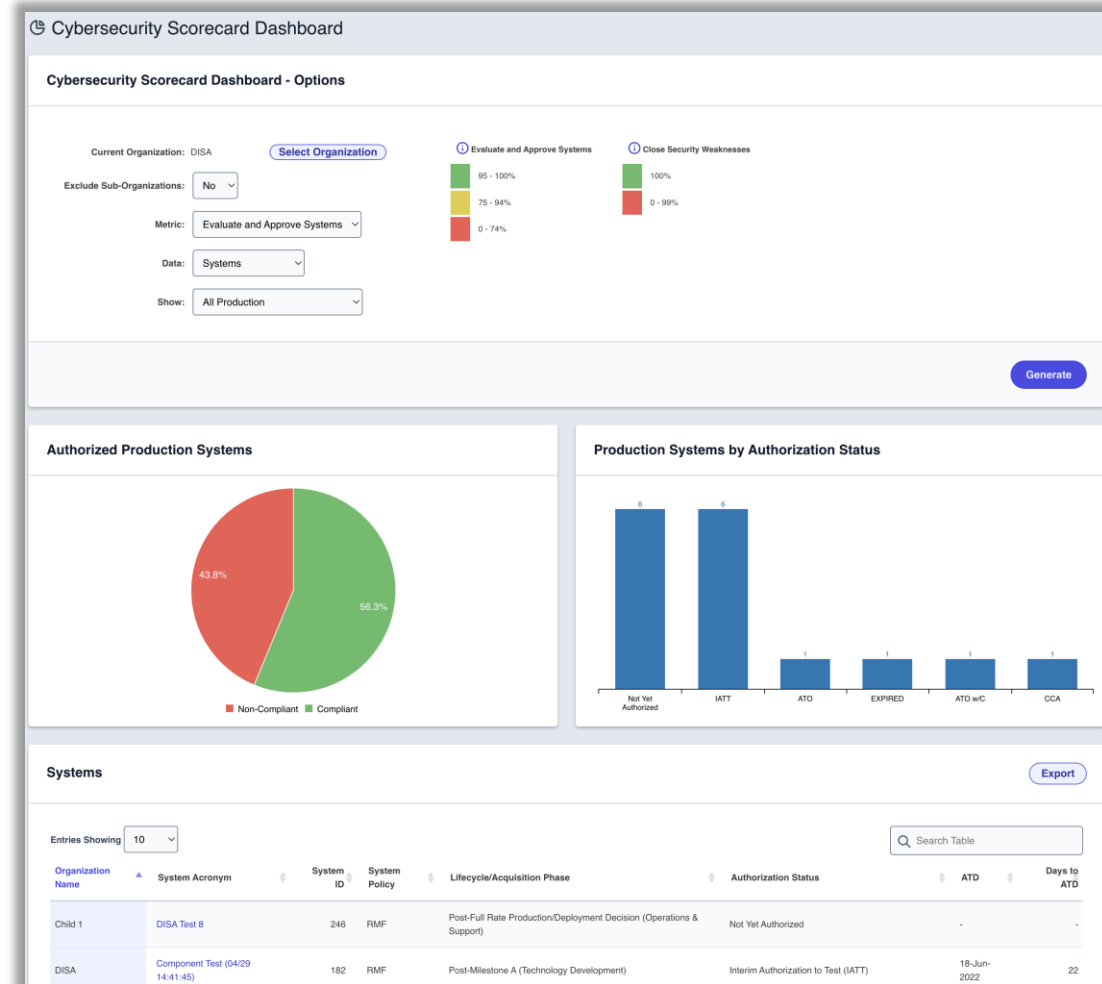 Cybersecurity Scorecard Dashboard
Cybersecurity Scorecard Dashboard - Options
Current Organization: DISA
Select Organization
Exclude Sub-Organizations: No
Metric: Evaluate and Approve Systems
Data: Systems
Show: All Production
Evaluate and Approve Systems
95 - 100%
75 - 94%
0 - 74%
Close Security Weaknesses
100%
0 - 99%
Generate
Authorized Production Systems
43.8%
56.3%
Non-Compliant Compliant
Production Systems by Authorization Status
6 6 1 1 1 1
Not Yet Authorized IATT ATO EXPIRED ATO w/C CCA
Systems
Export
Entries Showing 10
Search Table
Organization Name System Acronym System ID System Policy Lifecycle/Acquisition Phase Authorization Status ATD Days to ATD
Child 1 DISA Test 8 246 RMF Post-Full Rate Production/Deployment Decision (Operations & Support) Not Yet Authorized - -
DISA Component Test (04/29 14:41:45) 182 RMF Post-Milestone A (Technology Development) Interim Authorization to Test (IATT) 18-Jun-2022 22